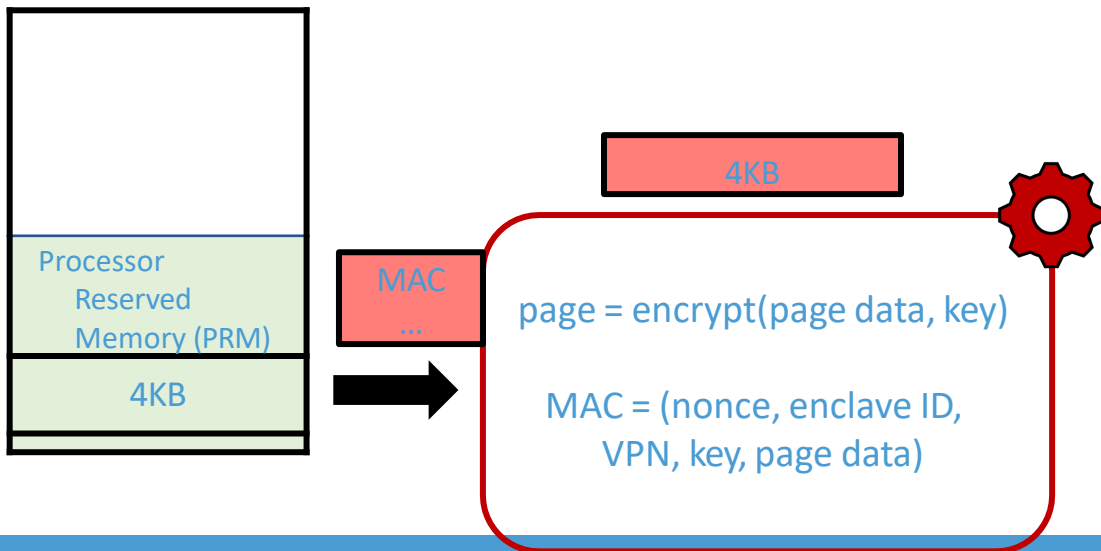 Processor
Reserved
Memory (PRM)
4KB
MAC
...
4KB
page = encrypt(page data, key)
MAC = (nonce, enclave ID,
VPN, key, page data)